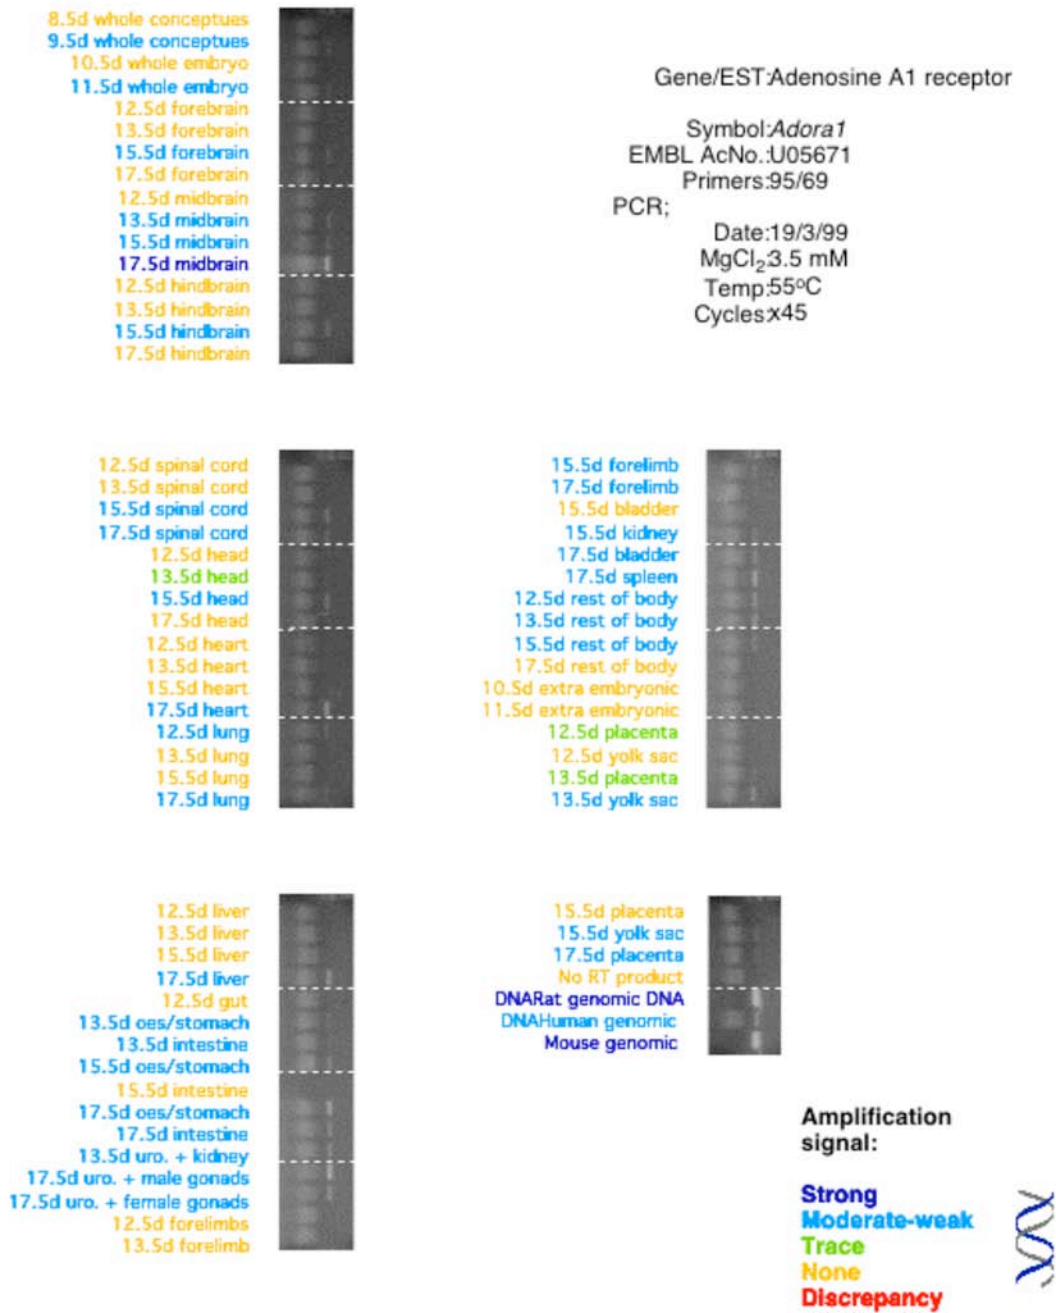 8.5d whole conceptues
9.5d whole conceptues
10.5d whole embryo
11.5d whole embryo
12.5d forebrain
13.5d forebrain
15.5d forebrain
17.5d forebrain
12.5d midbrain
13.5d midbrain
15.5d midbrain
17.5d midbrain
12.5d hindbrain
13.5d hindbrain
15.5d hindbrain
17.5d hindbrain
Gene/EST:Adenosine A1 receptor
Symbol:Adora1
EMBL AcNo.:U05671
Primers:95/69
PCR;
Date:19/3/99
MgCl₂:3.5 mM
Temp:55ºC
Cycles:x45
12.5d spinal cord
13.5d spinal cord
15.5d spinal cord
17.5d spinal cord
12.5d head
13.5d head
15.5d head
17.5d head
12.5d heart
13.5d heart
15.5d heart
17.5d heart
12.5d lung
13.5d lung
15.5d lung
17.5d lung
15.5d forelimb
17.5d forelimb
15.5d bladder
15.5d kidney
17.5d bladder
17.5d spleen
12.5d rest of body
13.5d rest of body
15.5d rest of body
17.5d rest of body
10.5d extra embryonic
11.5d extra embryonic
12.5d placenta
12.5d yolk sac
13.5d placenta
13.5d yolk sac
12.5d liver
13.5d liver
15.5d liver
17.5d liver
12.5d gut
13.5d oes/stomach
13.5d intestine
15.5d oes/stomach
15.5d intestine
17.5d oes/stomach
17.5d intestine
13.5d uro. + kidney
17.5d uro. + male gonads
17.5d uro. + female gonads
12.5d forelimbs
13.5d forelimb
15.5d placenta
15.5d yolk sac
17.5d placenta
No RT product
DNARat genomic DNA
DNAHuman genomic
Mouse genomic
Amplification
signal:
Strong
Moderate-weak
Trace
None
Discrepancy